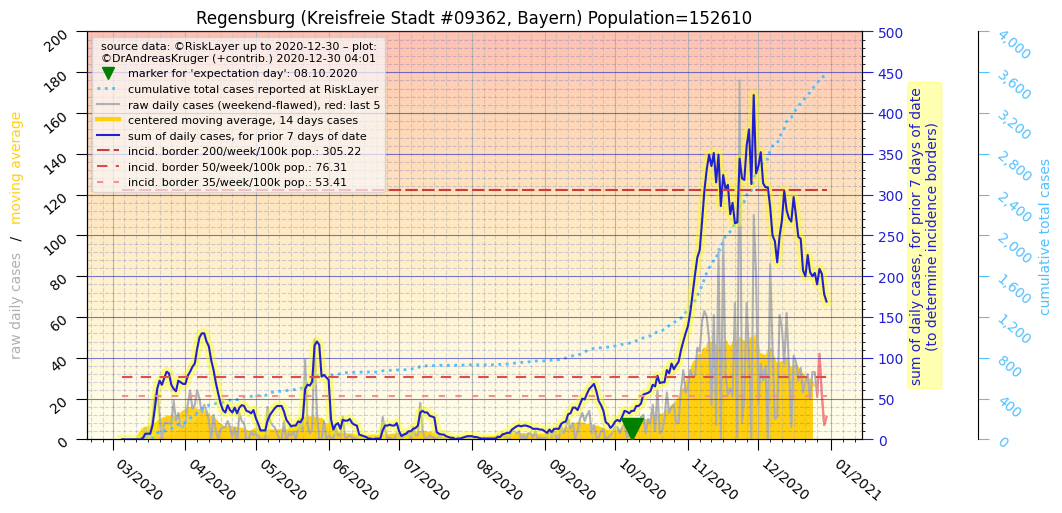 Regensburg (Kreisfreie Stadt #09362, Bayern) Population=152610
source data: ©RiskLayer up to 2020-12-30 – plot:
©DrAndreasKruger (+contrib.) 2020-12-30 04:01
marker for 'expectation day': 08.10.2020
cumulative total cases reported at RiskLayer
raw daily cases (weekend-flawed), red: last 5
centered moving average, 14 days cases
sum of daily cases, for prior 7 days of date
incid. border 200/week/100k pop.: 305.22
incid. border 50/week/100k pop.: 76.31
incid. border 35/week/100k pop.: 53.41
raw daily cases / moving average
200
180
160
140
120
100
80
60
40
20
0
03/2020
04/2020
05/2020
06/2020
07/2020
08/2020
09/2020
10/2020
11/2020
12/2020
01/2021
500
450
400
350
300
250
200
150
100
50
0
sum of daily cases, for prior 7 days of date
(to determine incidence borders)
4,000
3,600
3,200
2,800
2,400
2,000
1,600
1,200
800
400
0
cumulative total cases